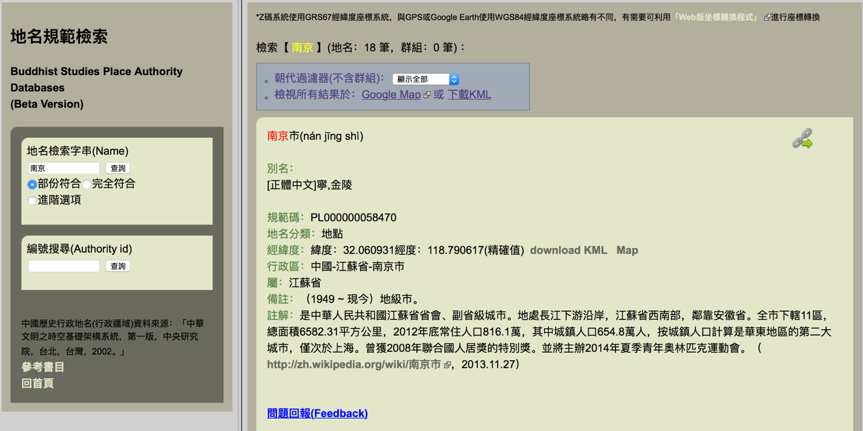 地名規範檢索
Buddhist Studies Place Authority
Databases
(Beta Version)
地名檢索字串(Name)
南京 查詢
部份符合 完全符合
進階選項
編號搜尋(Authority id)
查詢
中國歷史行政地名(行政疆域)資料來源：「中華
文明之時空基礎架構系統，第一版，中央研究
院，台北，台灣，2002。」
參考書目
回首頁
*Z碼系統使用GRS67經緯度座標系統，與GPS或Google Earth使用WGS84經緯度座標系統略有不同，有需要可利用「Web版坐標轉換程式」進行座標轉換
檢索【 南京 】(地名：18 筆，群組：0 筆)：
。朝代過濾器(不含群組)： 顯示全部
。檢視所有結果於：Google Map 或 下載KML
南京市(nán jīng shì)
別名：
[正體中文]寧,金陵
規範碼：PL000000058470
地名分類：地點
經緯度：緯度：32.060931經度：118.790617(精確值) download KML Map
行政區：中國-江蘇省-南京市
屬：江蘇省
備註：（1949 ~ 現今）地級市。
註解：是中華人民共和國江蘇省省會、副省級城市。地處長江下游沿岸，江蘇省西南部，鄰靠安徽省。全市下轄11區，
總面積6582.31平方公里，2012年底常住人口816.1萬，其中城鎮人口654.8萬人，按城鎮人口計算是華東地區的第二大
城市，僅次於上海。曾獲2008年聯合國人居獎的特別獎。並將主辦2014年夏季青年奧林匹克運動會。（
http://zh.wikipedia.org/wiki/南京市，2013.11.27）
問題回報(Feedback)